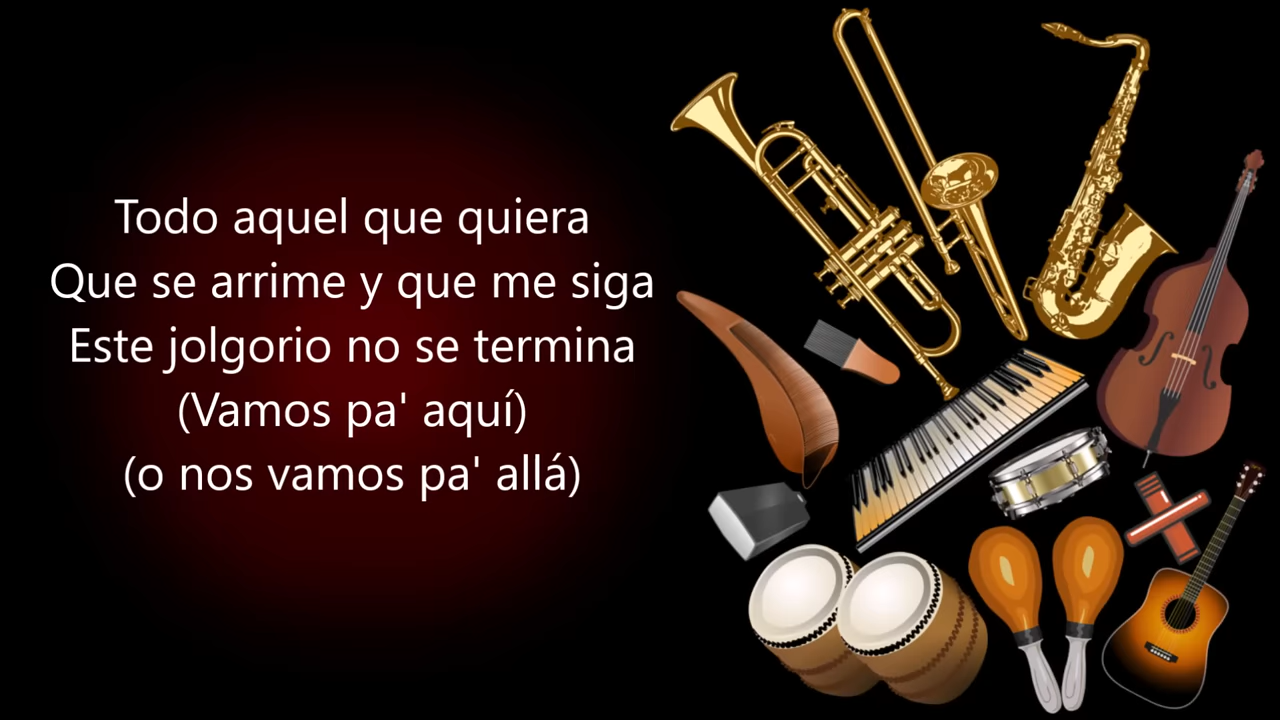 Todo aquel que quiera
Que se arrime y que me siga
Este jolgorio no se termina
(Vamos pa' aquí)
(o nos vamos pa' allá)